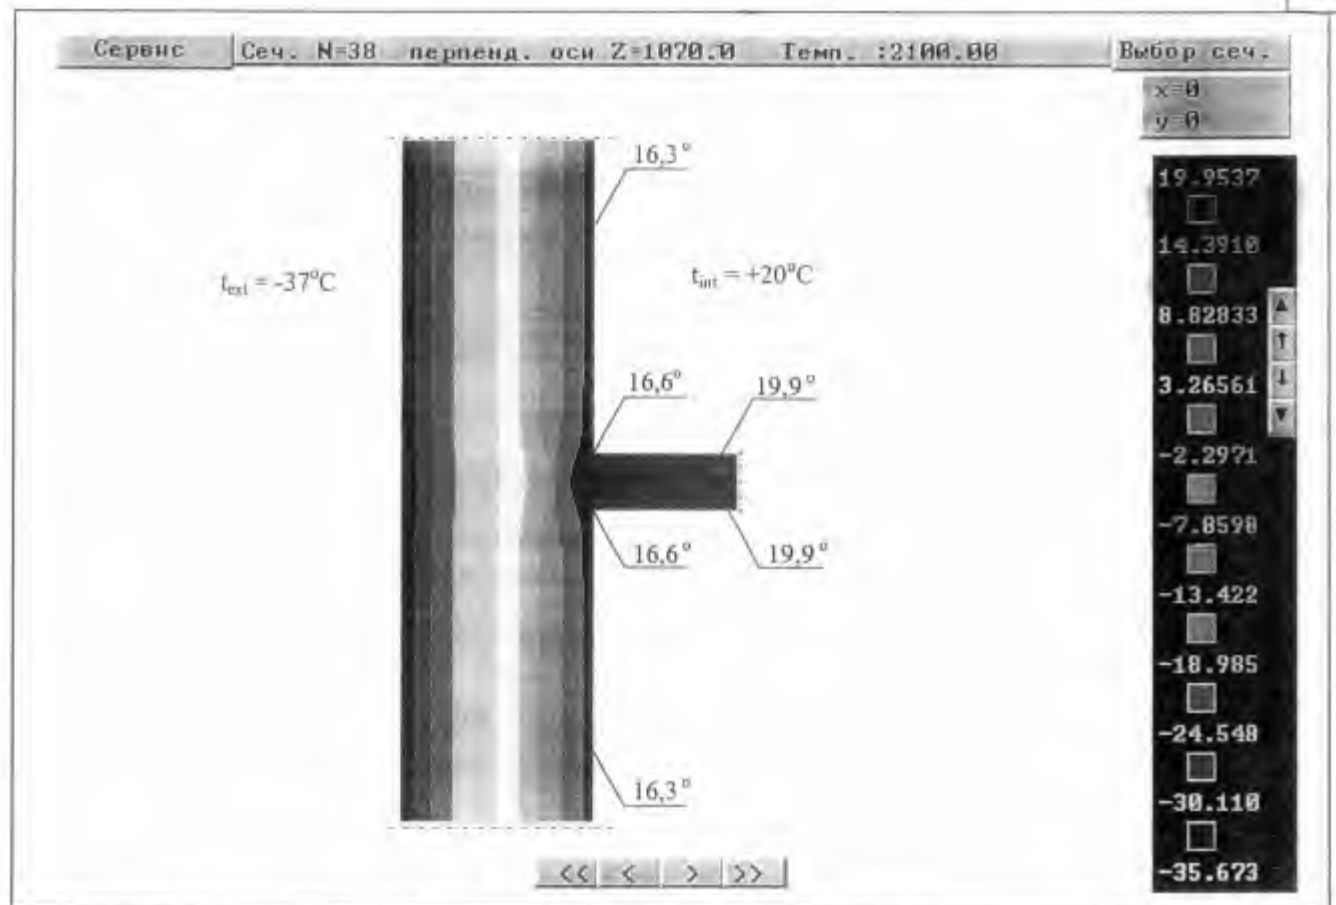 Сервис Сеч. N=38 перпенд. оси Z=1070.0 Темп. :2100.00 Выбор сеч.
x=0
y=0
16,3°
19.9537
14.3910
8.82833
3.26561
-2.2971
-7.8598
-13.422
-18.985
-24.548
-30.110
-35.673
t_ext = -37°C
t_int = +20°C
16,6°
19,9°
16,6°
19,9°
16,3°
<< < > >>